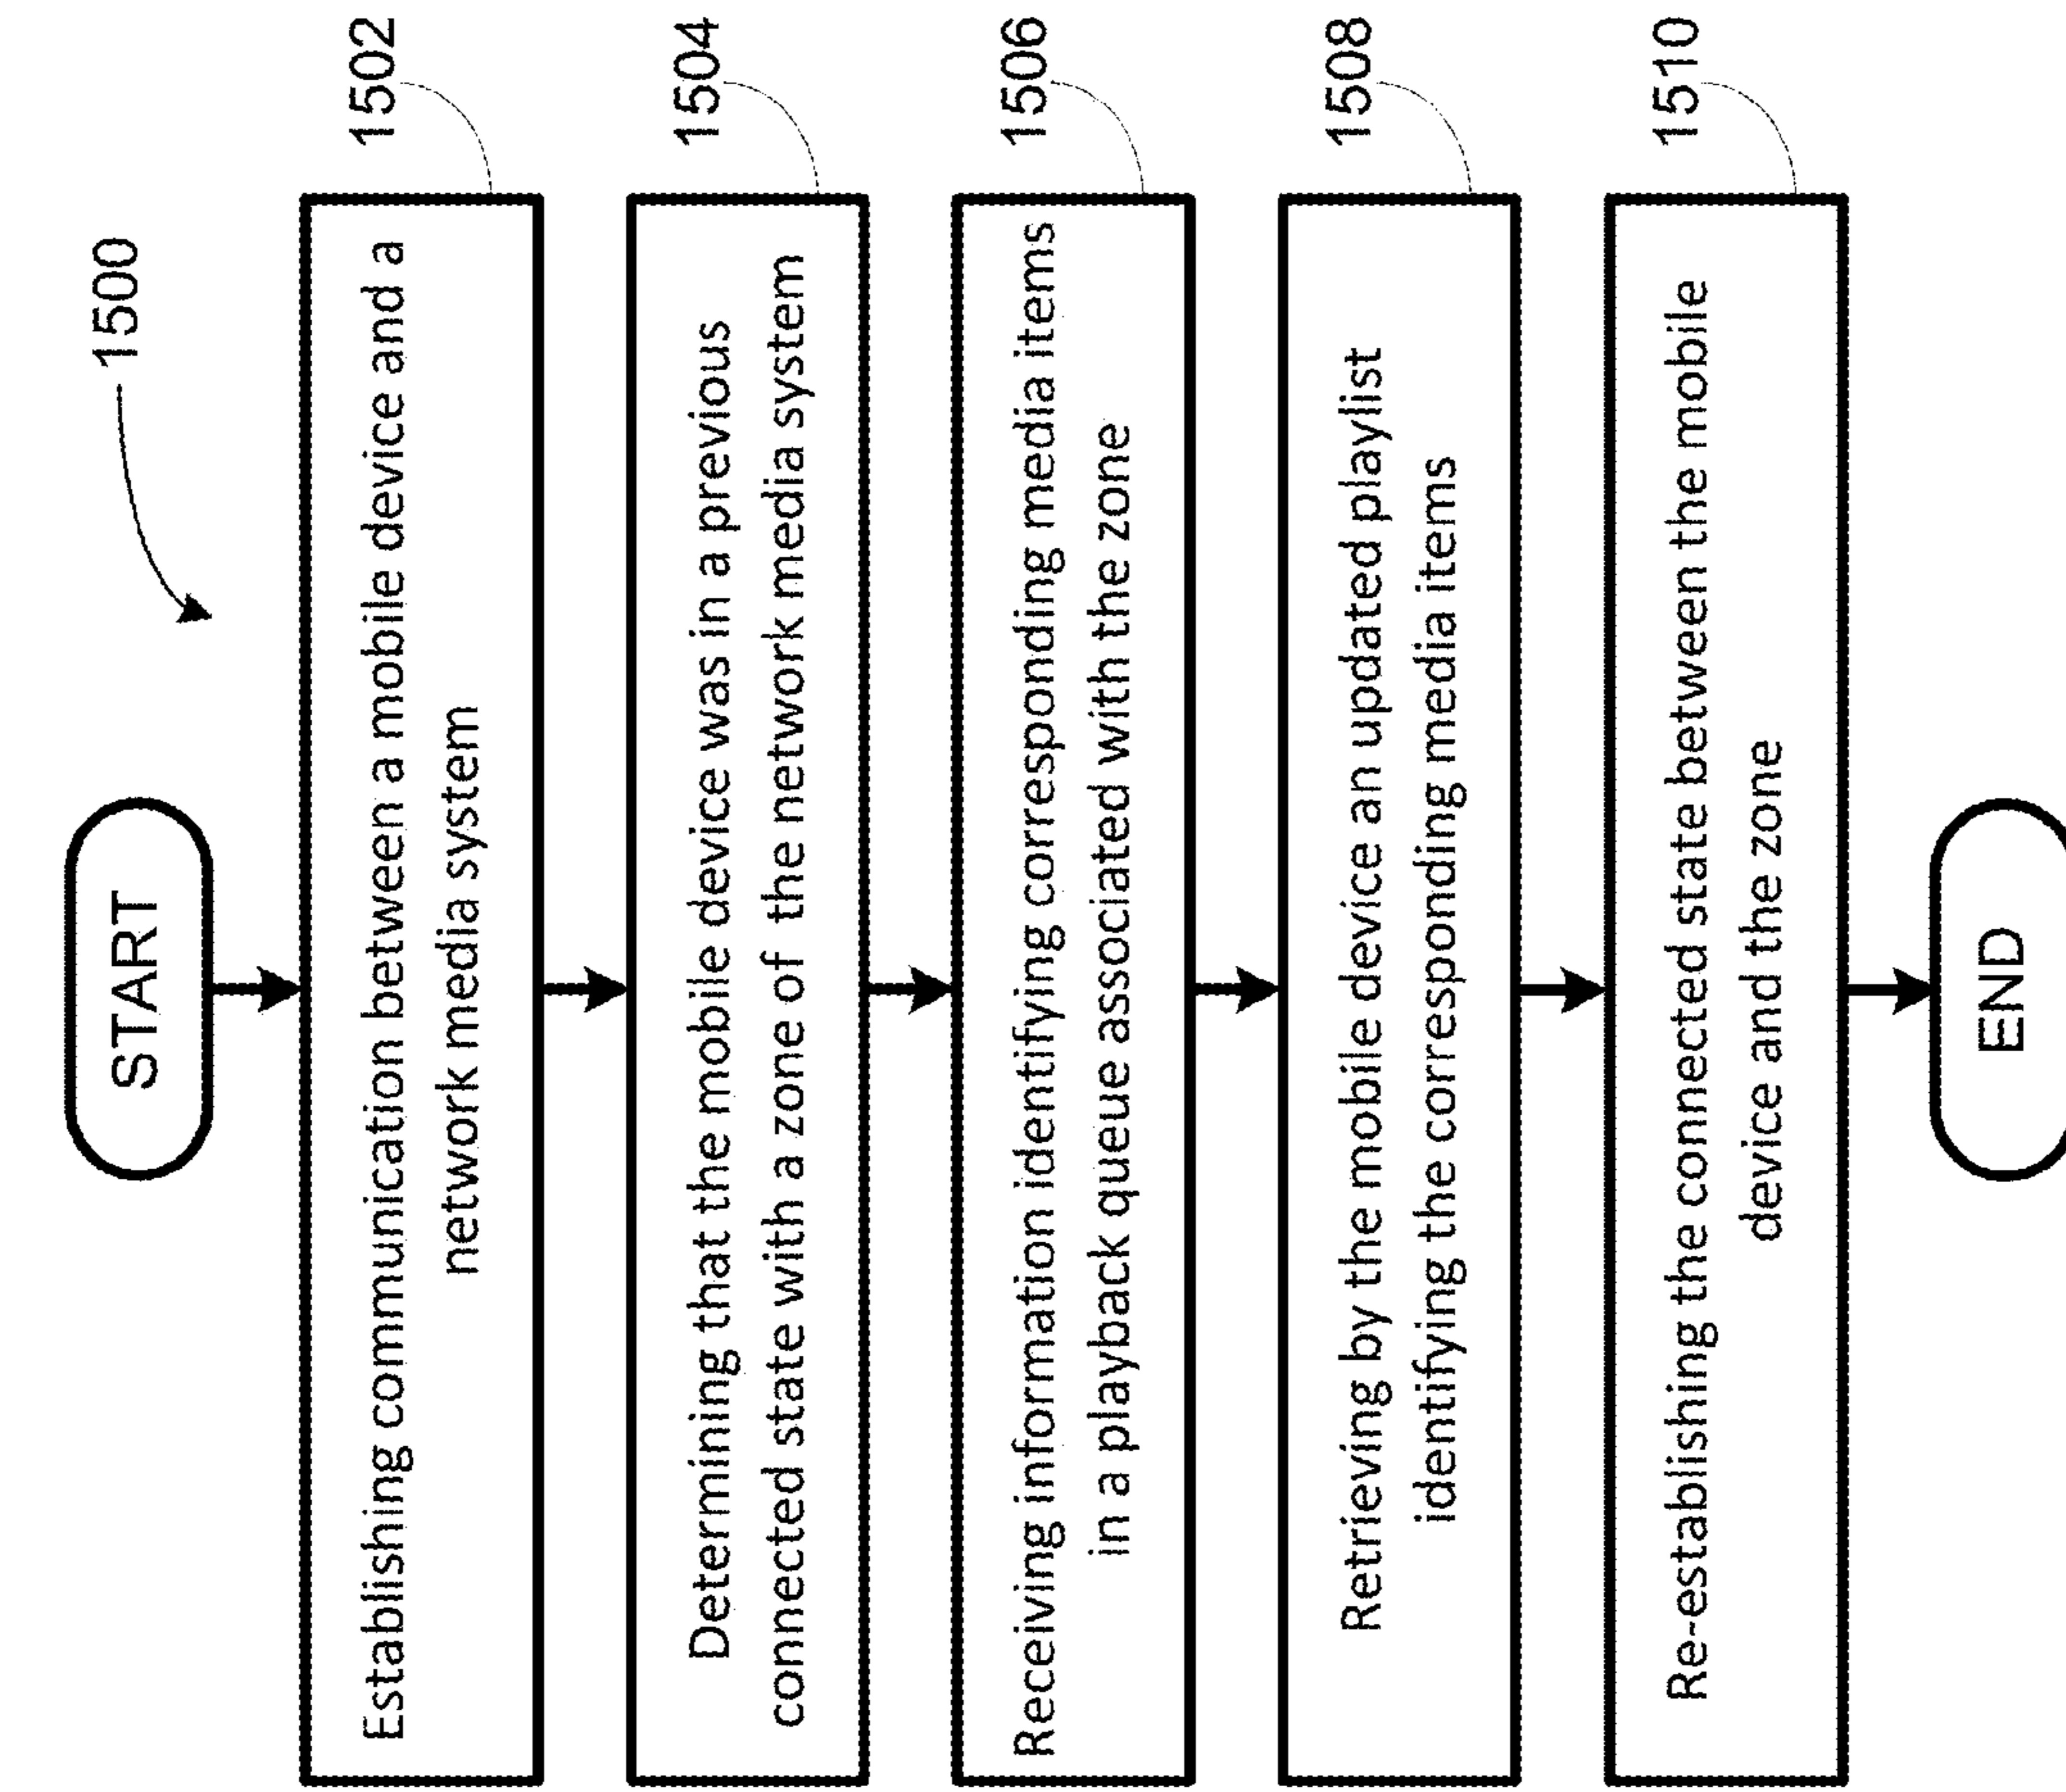 1500
START
Establishing communication between a mobile device and a
network media system
1502
Determining that the mobile device was in a previous
connected state with a zone of the network media system
1504
Receiving information identifying corresponding media items
in a playback queue associated with the zone
1506
Retrieving by the mobile device an updated playlist
identifying the corresponding media items
1508
Re-establishing the connected state between the mobile
device and the zone
1510
END